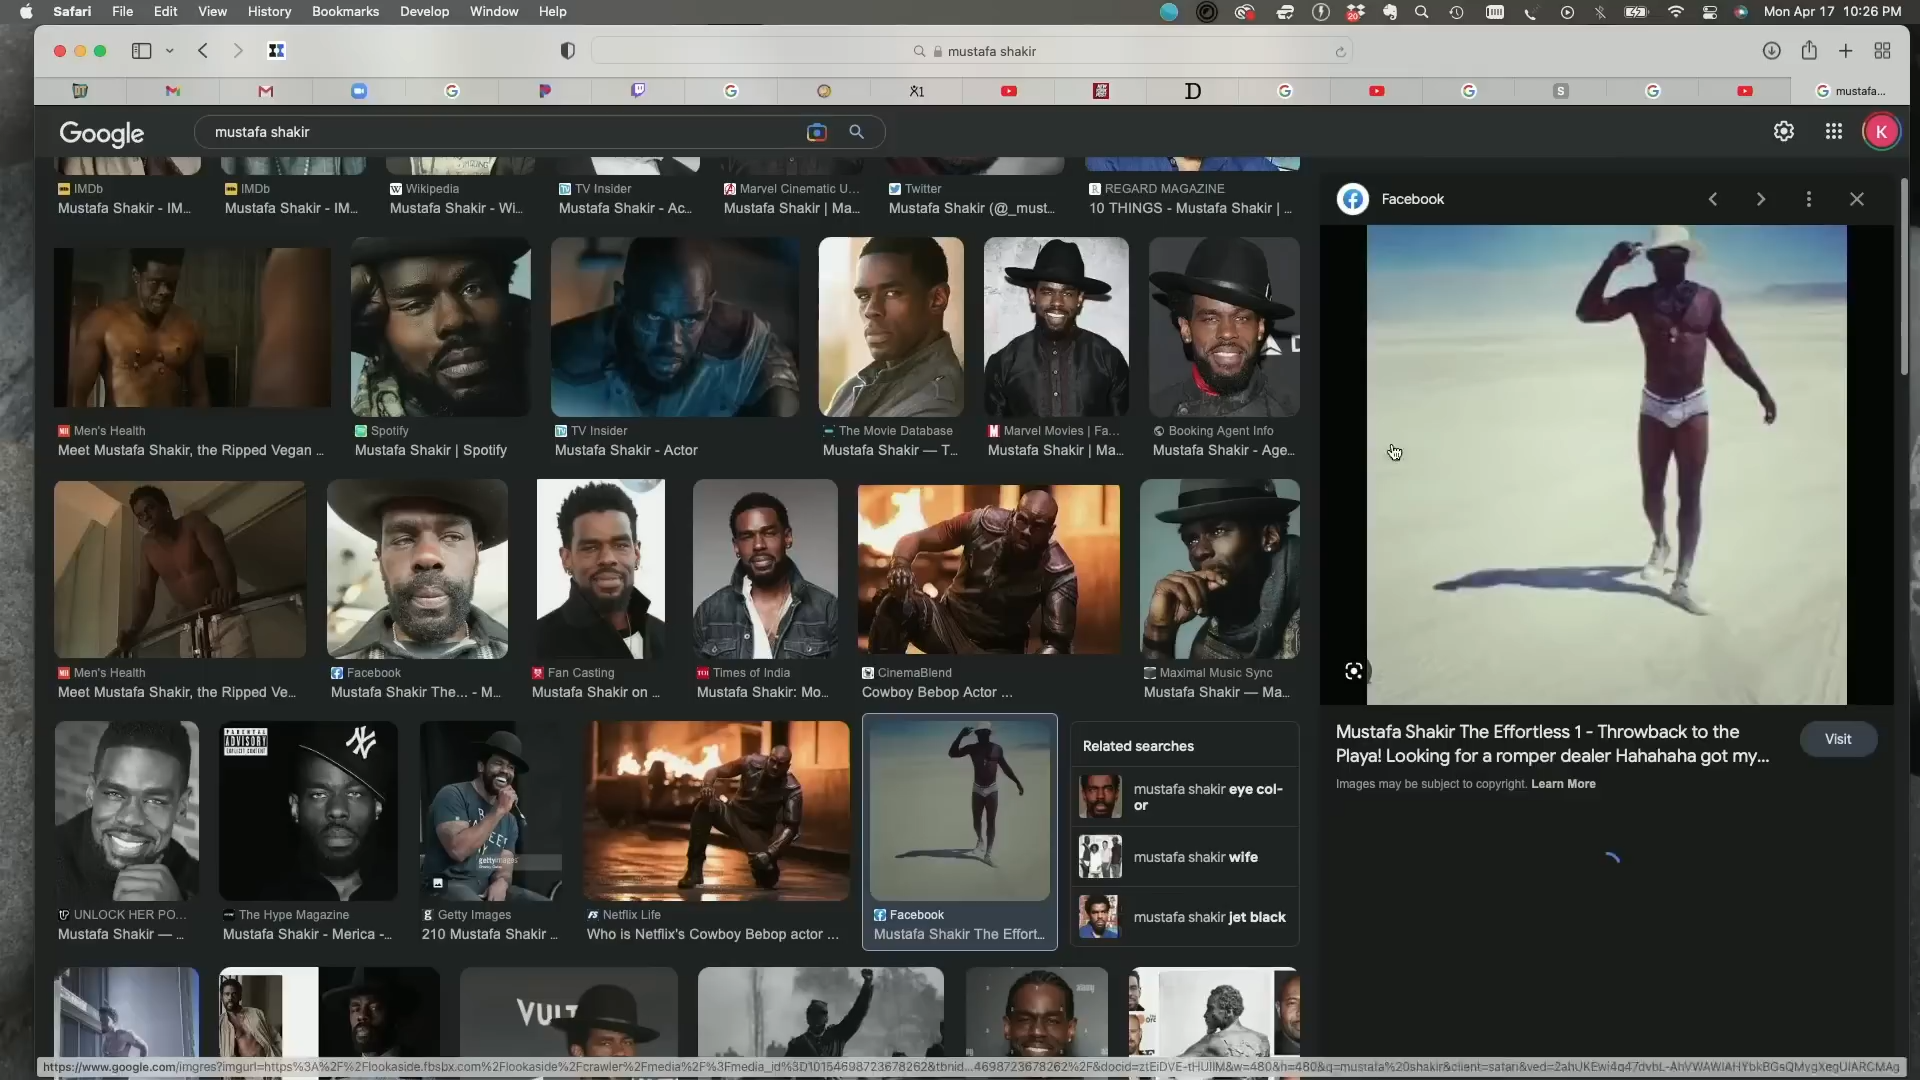 Safari File Edit View History Bookmarks Develop Window Help
20
Mon Apr 17 10:26 PM
mustafa shakir
S
mustafa...
Google
mustafa shakir
K
IMDb
Mustafa Shakir - IM...
IMDb
Mustafa Shakir - IM...
Wikipedia
Mustafa Shakir - Wi...
TV Insider
Mustafa Shakir - Ac...
Marvel Cinematic U...
Mustafa Shakir | Ma...
Twitter
Mustafa Shakir (@_must...
REGARD MAGAZINE
10 THINGS - Mustafa Shakir | ...
Men's Health
Meet Mustafa Shakir, the Ripped Vegan ...
Spotify
Mustafa Shakir | Spotify
TV Insider
Mustafa Shakir - Actor
The Movie Database
Mustafa Shakir — T...
Marvel Movies | Fa...
Mustafa Shakir | Ma...
Booking Agent Info
Mustafa Shakir - Age...
Men's Health
Meet Mustafa Shakir, the Ripped Ve...
Facebook
Mustafa Shakir The... - M...
Fan Casting
Mustafa Shakir on ...
Times of India
Mustafa Shakir: Mo...
CinemaBlend
Cowboy Bebop Actor ...
Maximal Music Sync
Mustafa Shakir — Ma...
PARENTAL
ADVISORY
EXPLICIT CONTENT
gettyimages
UNLOCK HER PO...
Mustafa Shakir — ...
The Hype Magazine
Mustafa Shakir - Merica -...
Getty Images
210 Mustafa Shakir ...
Netflix Life
Who is Netflix's Cowboy Bebop actor ...
Facebook
Mustafa Shakir The Effort...
Related searches
mustafa shakir eye col-
or
mustafa shakir wife
mustafa shakir jet black
VULT
Facebook
Mustafa Shakir The Effortless 1 - Throwback to the
Playa! Looking for a romper dealer Hahahaha got my...
Visit
Images may be subject to copyright. Learn More